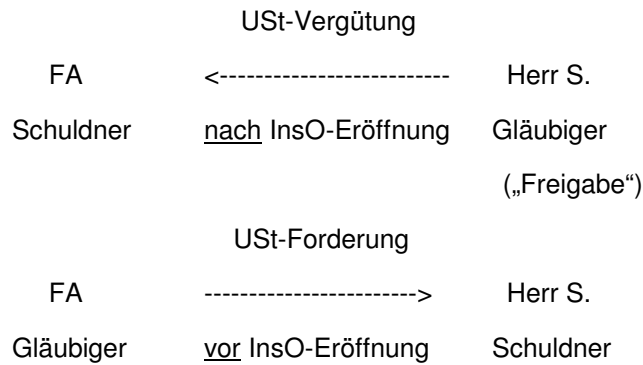 USt-Vergütung
FA <-------------------------- Herr S.
Schuldner nach InsO-Eröffnung Gläubiger
(„Freigabe“)
USt-Forderung
FA ------------------------> Herr S.
Gläubiger vor InsO-Eröffnung Schuldner